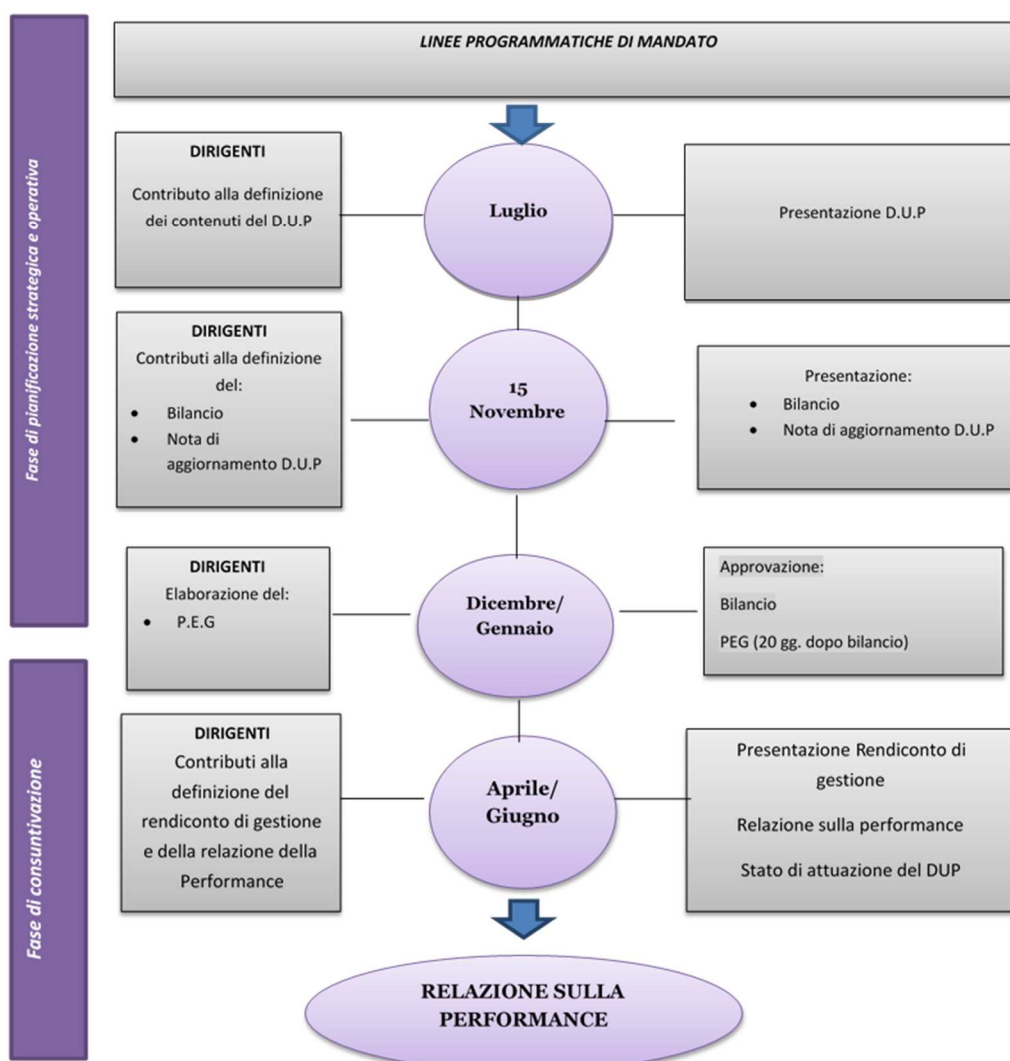 LINEE PROGRAMMATICHE DI MANDATO
Fase di pianificazione strategica e operativa
DIRIGENTI
Contributo alla definizione
dei contenuti del D.U.P
Luglio
Presentazione D.U.P
DIRIGENTI
Contributi alla definizione
del:
• Bilancio
• Nota di
aggiornamento D.U.P
15
Novembre
Presentazione:
• Bilancio
• Nota di aggiornamento D.U.P
DIRIGENTI
Elaborazione del:
• P.E.G
Dicembre/
Gennaio
Approvazione:
Bilancio
PEG (20 gg. dopo bilancio)
Fase di consuntivazione
DIRIGENTI
Contributi alla
definizione del
rendiconto di gestione
e della relazione della
Performance
Aprile/
Giugno
Presentazione Rendiconto di
gestione
Relazione sulla performance
Stato di attuazione del DUP
RELAZIONE SULLA
PERFORMANCE